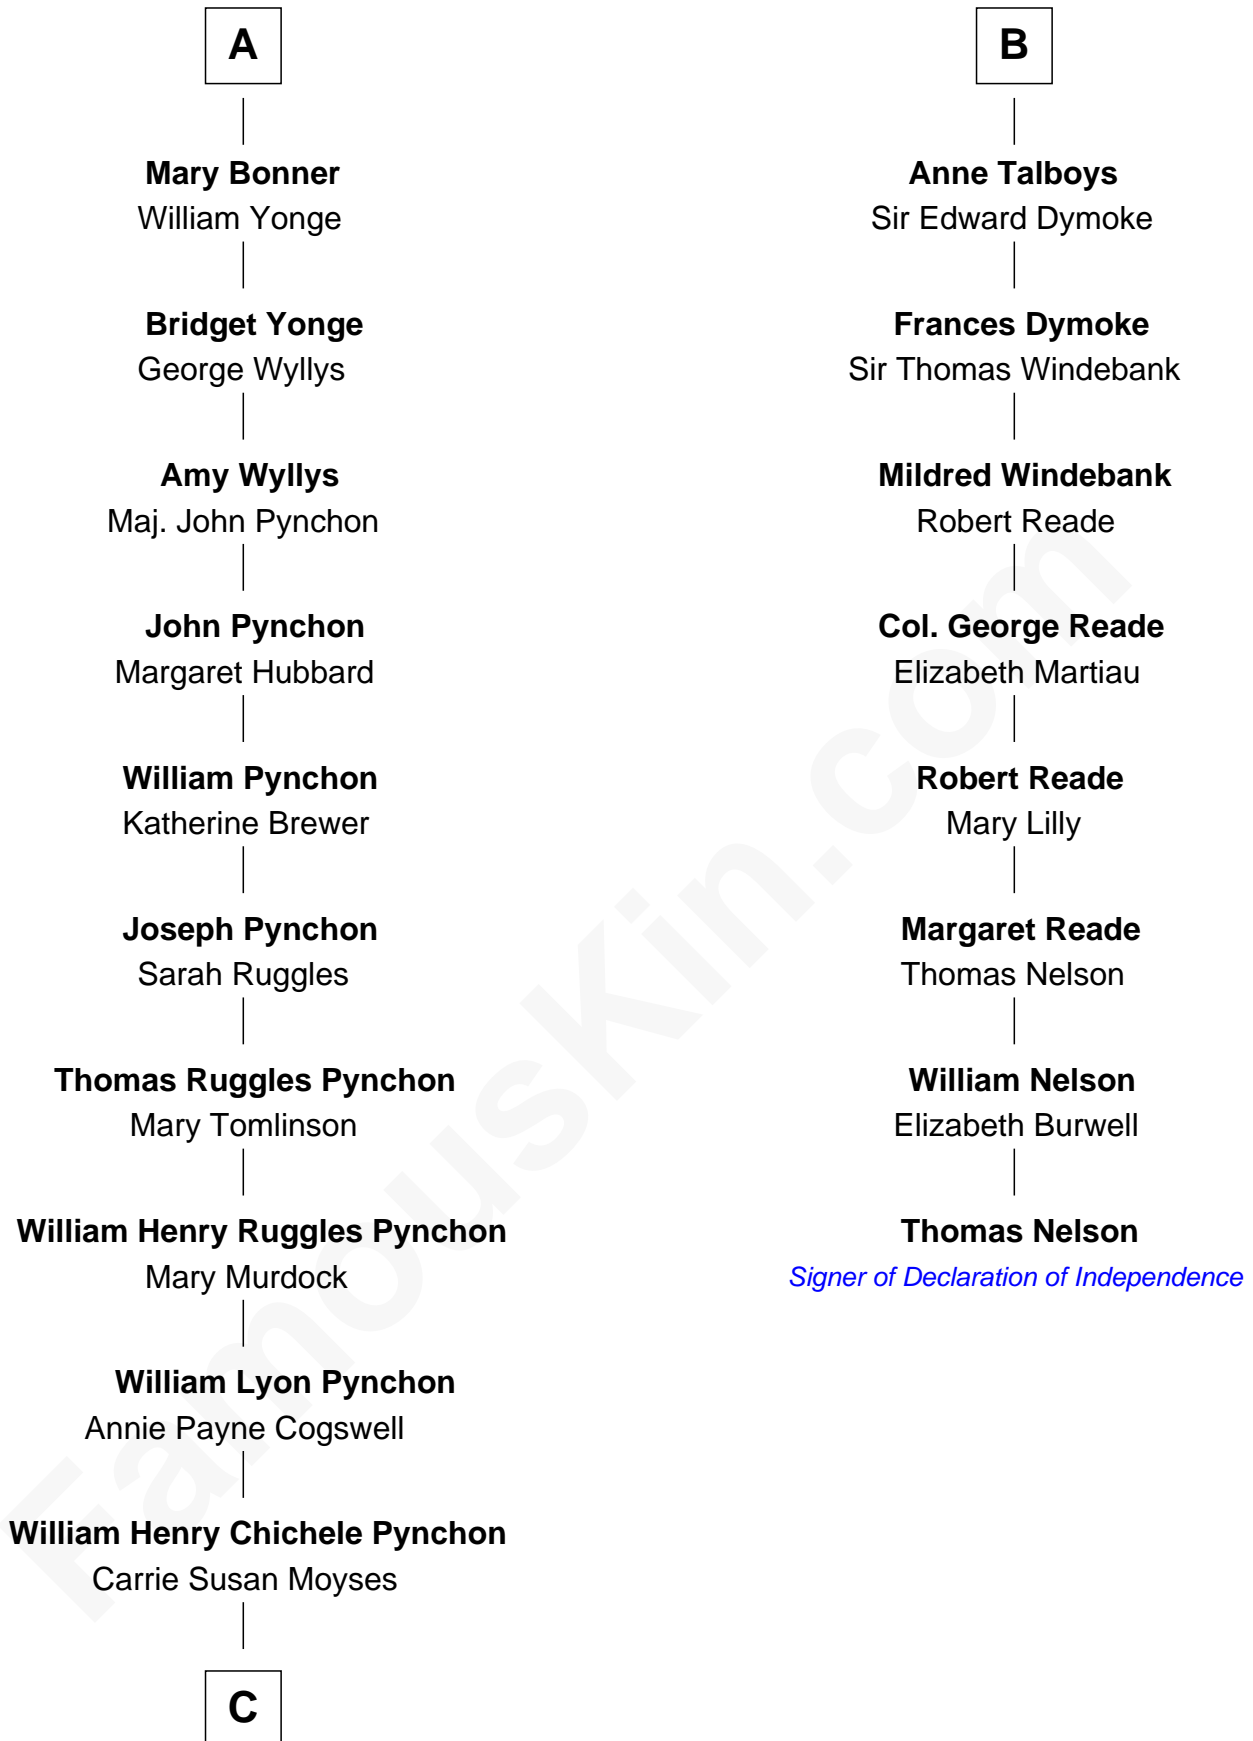 A
Mary Bonner
William Yonge
Bridget Yonge
George Wyllys
Amy Wyllys
Maj. John Pynchon
John Pynchon
Margaret Hubbard
William Pynchon
Katherine Brewer
Joseph Pynchon
Sarah Ruggles
Thomas Ruggles Pynchon
Mary Tomlinson
William Henry Ruggles Pynchon
Mary Murdock
William Lyon Pynchon
Annie Payne Cogswell
William Henry Chichele Pynchon
Carrie Susan Moyses
C
B
Anne Talboys
Sir Edward Dymoke
Frances Dymoke
Sir Thomas Windebank
Mildred Windebank
Robert Reade
Col. George Reade
Elizabeth Martiau
Robert Reade
Mary Lilly
Margaret Reade
Thomas Nelson
William Nelson
Elizabeth Burwell
Thomas Nelson
Signer of Declaration of Independence
FamousKin.com